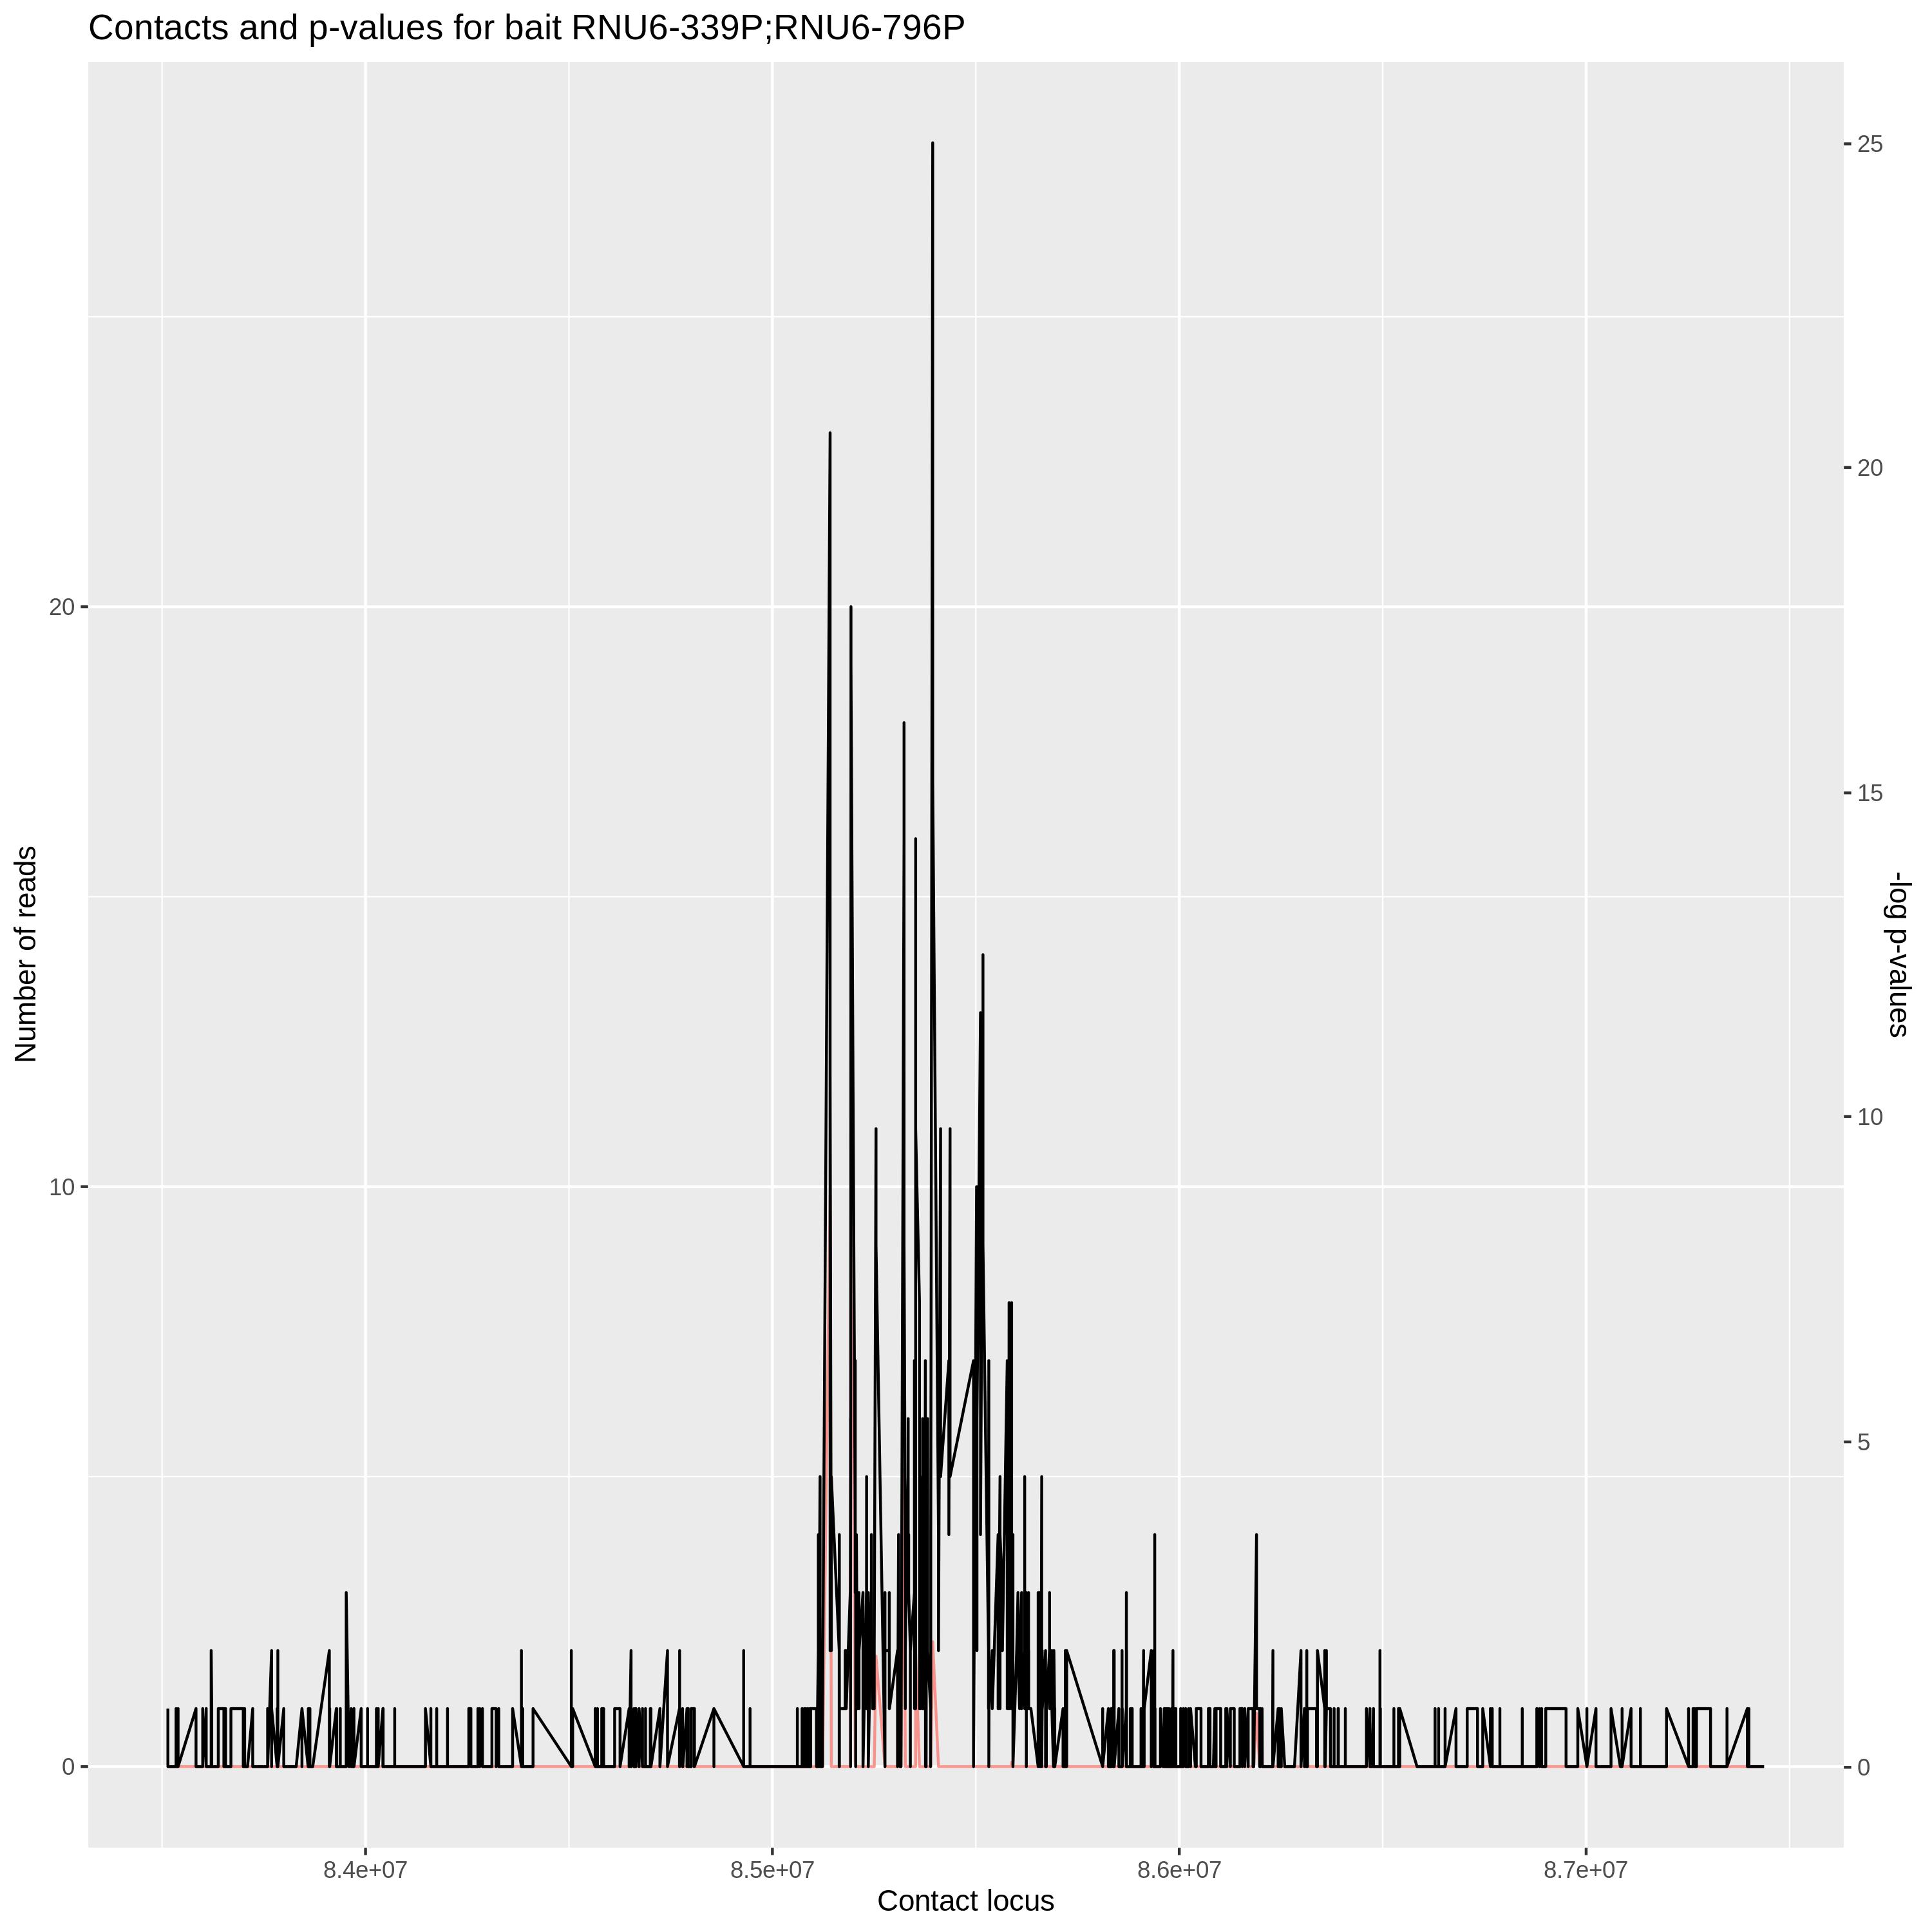 Contacts and p-values for bait RNU6-339P;RNU6-796P
25
20
20
15
Number of reads
-log p-values
10
10
5
0
0
8.4e+07 8.5e+07 8.6e+07 8.7e+07
Contact locus